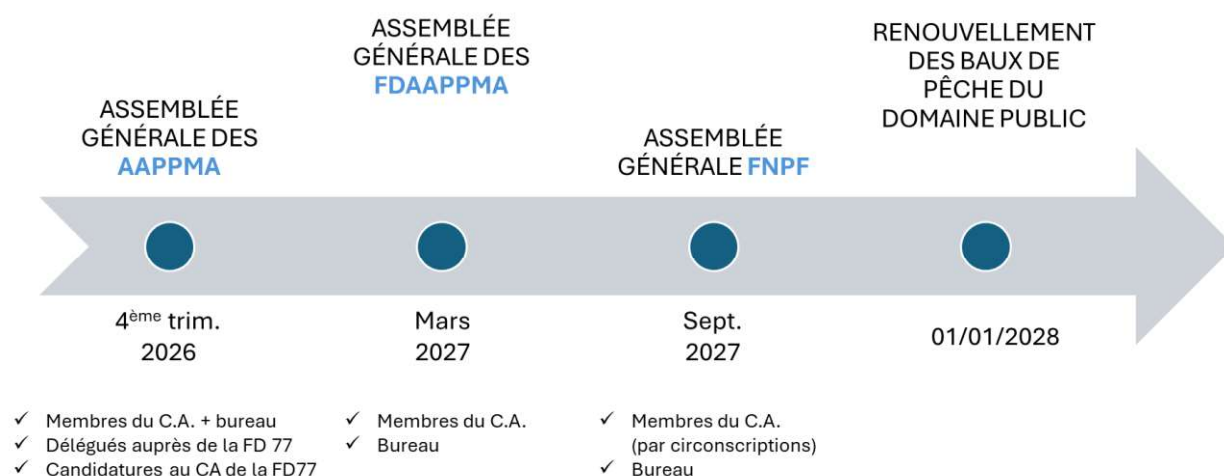 ASSEMBLÉE
GÉNÉRALE DES
AAPPMA
ASSEMBLÉE
GÉNÉRALE DES
FDAAPPMA
ASSEMBLÉE
GÉNÉRALE FNPF
RENOUVELLEMENT
DES BAUX DE
PÊCHE DU
DOMAINE PUBLIC
4ème trim.
2026
Mars
2027
Sept.
2027
01/01/2028
✓ Membres du C.A. + bureau
✓ Délégués auprès de la FD 77
✓ Candidatures au CA de la FD77
✓ Membres du C.A.
✓ Bureau
✓ Membres du C.A.
(par circonscriptions)
✓ Bureau